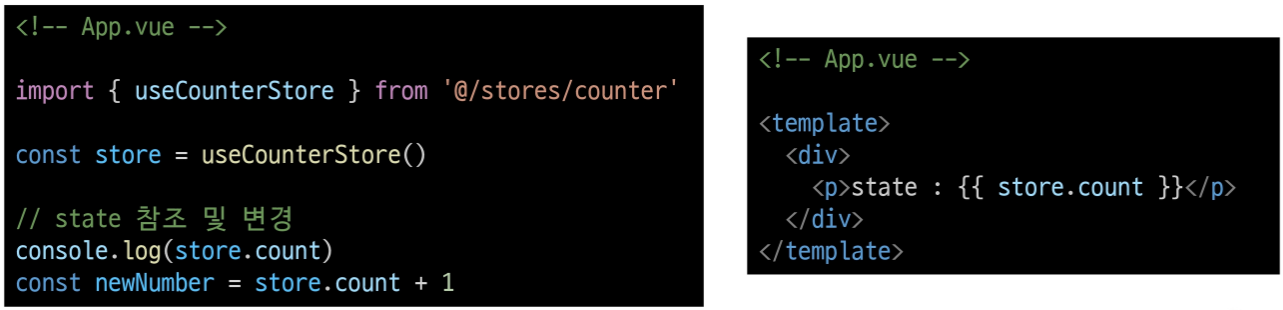 <!-- App.vue -->
import { useCounterStore } from '@/stores/counter'
const store = useCounterStore()
// state 참조 및 변경
console.log(store.count)
const newNumber = store.count + 1
<!-- App.vue -->
<template>
  <div>
    <p>state : {{ store.count }}</p>
  </div>
</template>